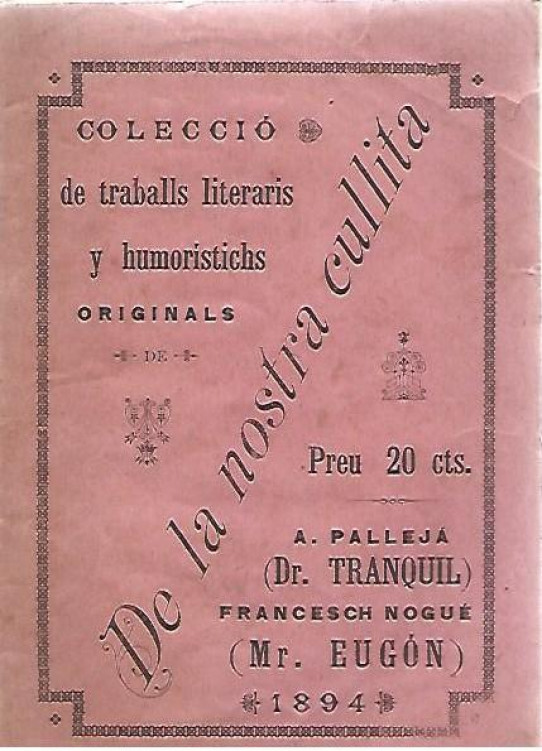 COLECCIÓ
de traballs literaris
y humorístichs
ORIGINALS
DE
De la nostra cullita
Preu 20 cts.
A. PALLEJÁ
(Dr. TRANQUIL)
FRANCESCH NOGUÉ
(Mr. EUGÓN)
1894